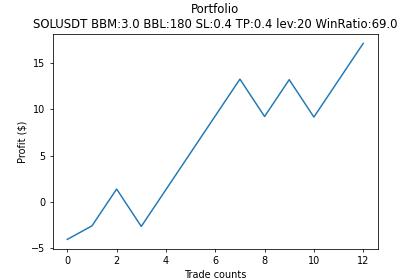 Portfolio
SOLUSDT BBM:3.0 BBL:180 SL:0.4 TP:0.4 lev:20 WinRatio:69.0
15
10
5
0
−5
Profit ($)
0 2 4 6 8 10 12
Trade counts